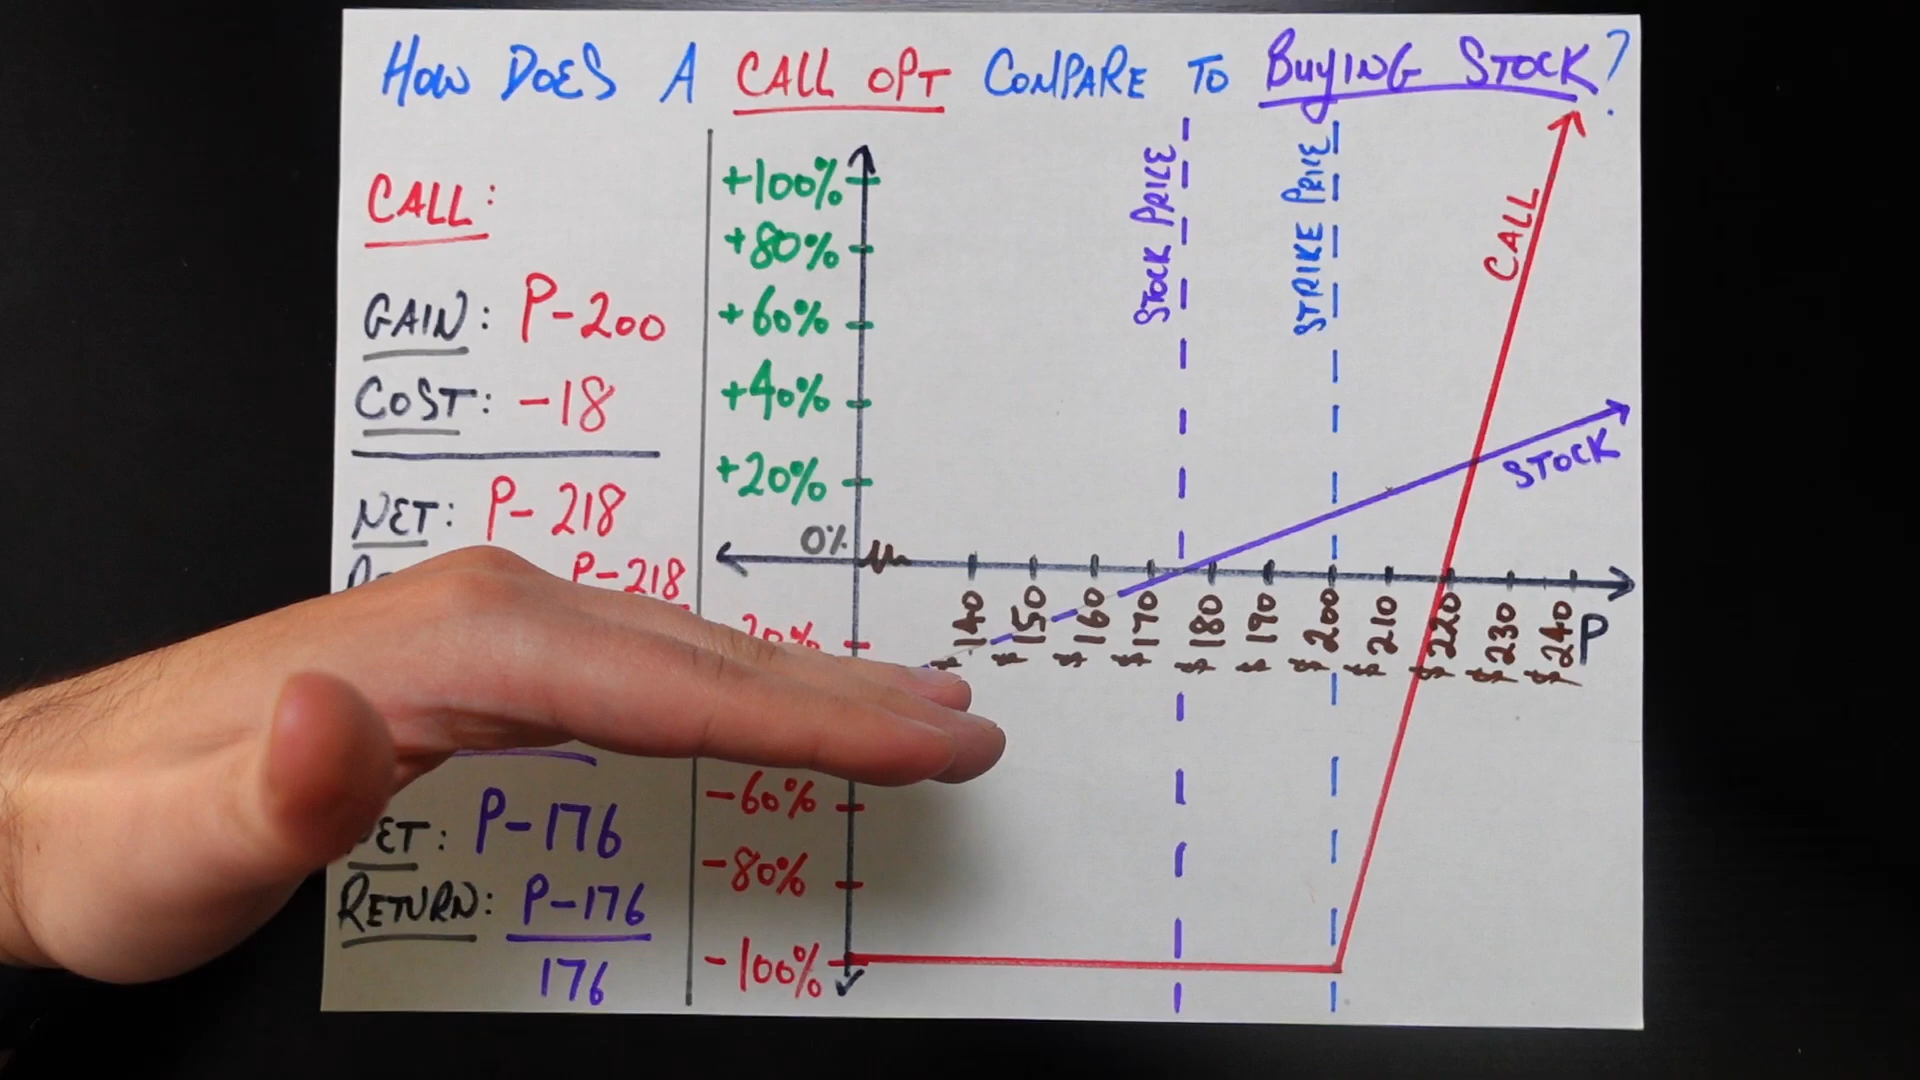 HOW DOES A CALL OPT COMPARE TO BUYING STOCK?
CALL:
GAIN: P-200
COST: -18
NET: P-218
P-218
NET: P-176
RETURN: P-176
176
+100%
+80%
+60%
+40%
+20%
0%
-60%
-80%
-100%
STOCK PRICE
STRIKE PRICE
CALL
STOCK
$140
$150
$160
$170
$180
$190
$200
$210
$220
$230
$240
P